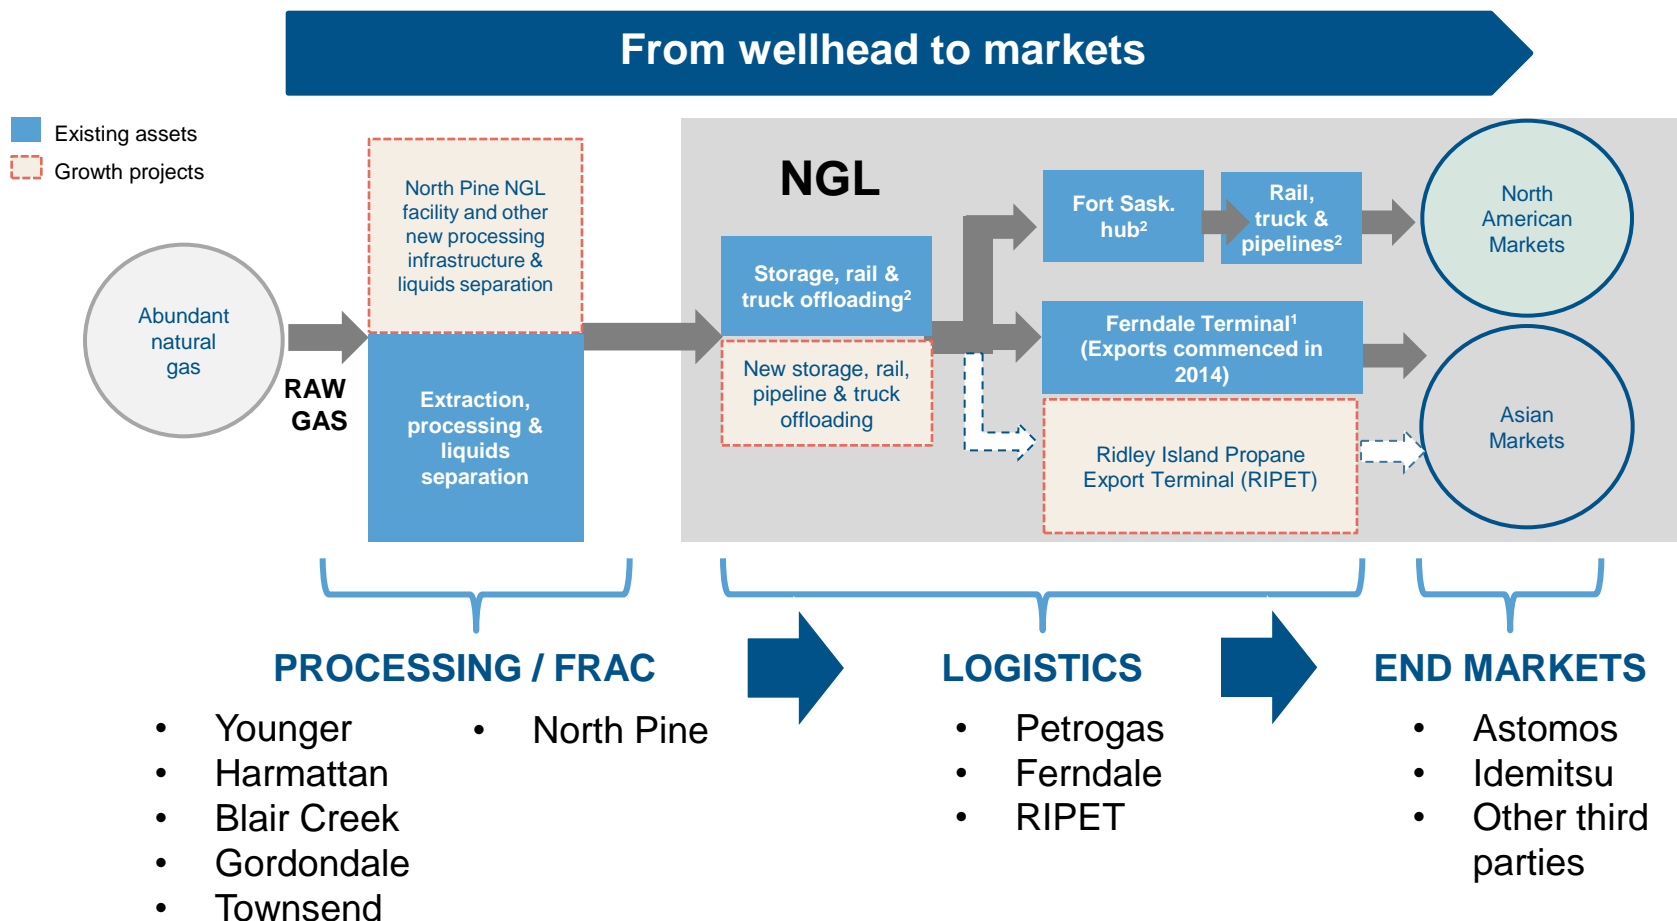 From wellhead to markets
Existing assets
Growth projects
Abundant
natural
gas
RAW
GAS
North Pine NGL
facility and other
new processing
infrastructure &
liquids separation
Extraction,
processing &
liquids
separation
NGL
Storage, rail &
truck offloading²
New storage, rail,
pipeline & truck
offloading
Fort Sask.
hub²
Rail,
truck &
pipelines²
Ferndale Terminal¹
(Exports commenced in
2014)
Ridley Island Propane
Export Terminal (RIPET)
North
American
Markets
Asian
Markets
PROCESSING / FRAC
• Younger
• Harmattan
• Blair Creek
• Gordondale
• Townsend
• North Pine
LOGISTICS
• Petrogas
• Ferndale
• RIPET
END MARKETS
• Astomos
• Idemitsu
• Other third
parties